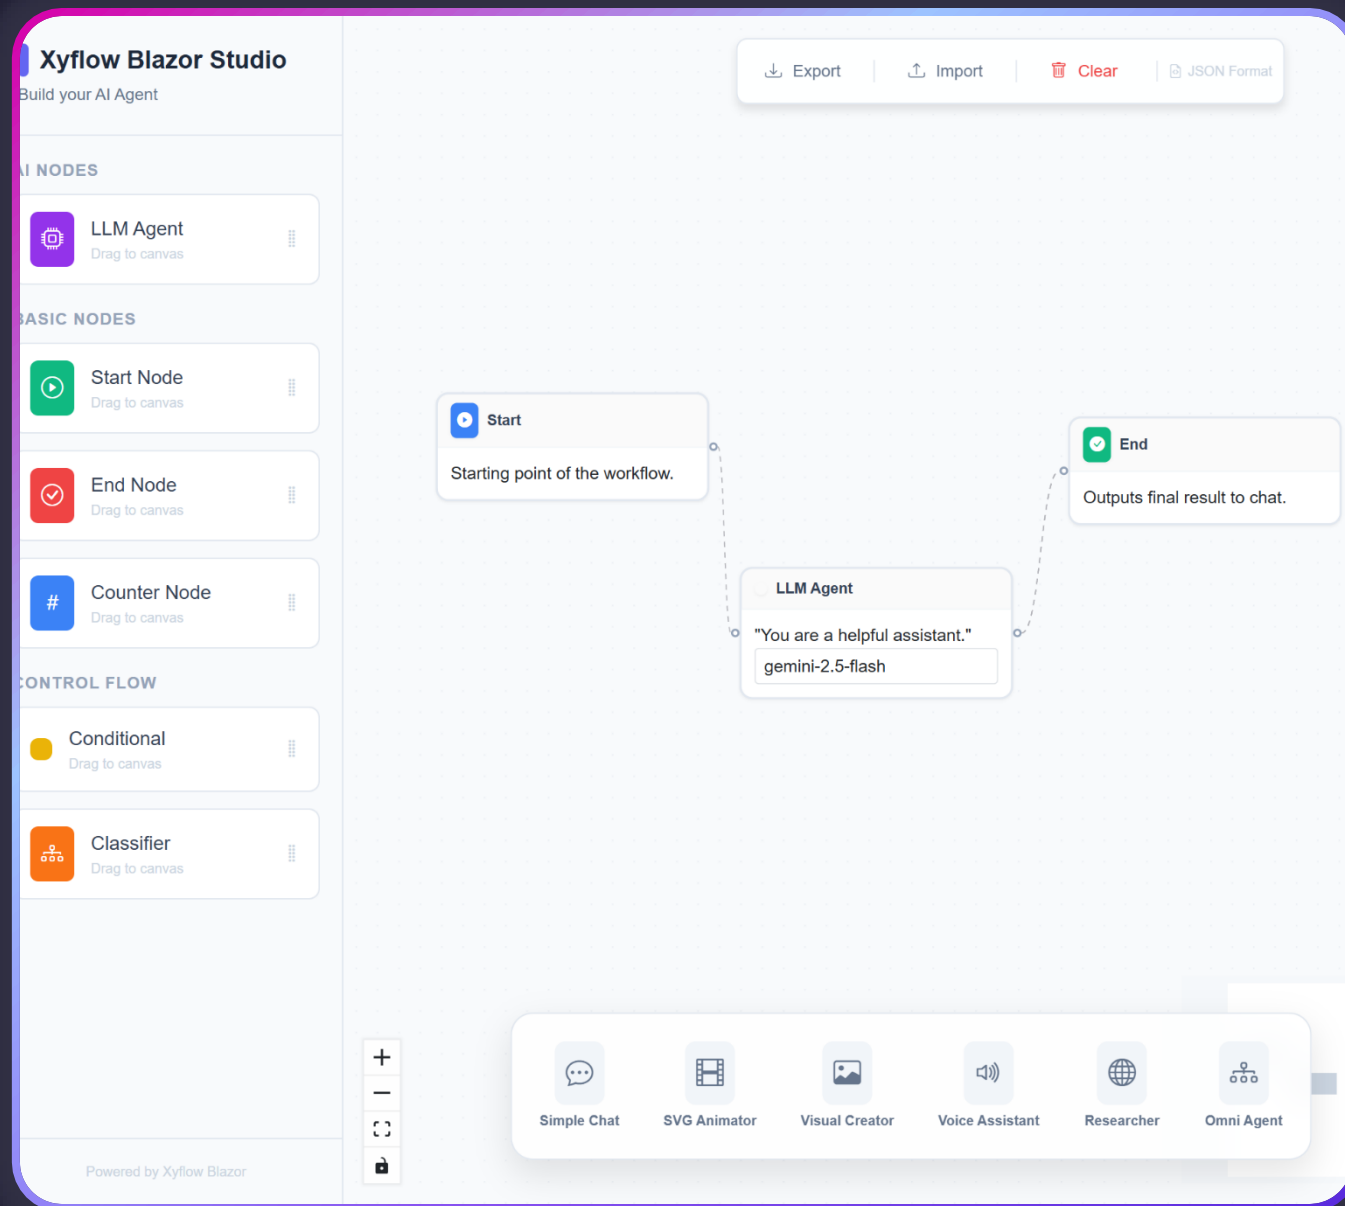 Xyflow Blazor Studio
Build your AI Agent
AI NODES
LLM Agent
Drag to canvas
BASIC NODES
Start Node
Drag to canvas
End Node
Drag to canvas
#
Counter Node
Drag to canvas
CONTROL FLOW
Conditional
Drag to canvas
Classifier
Drag to canvas
Powered by Xyflow Blazor
Export
Import
Clear
JSON Format
Start
Starting point of the workflow.
LLM Agent
"You are a helpful assistant."
gemini-2.5-flash
End
Outputs final result to chat.
Simple Chat
SVG Animator
Visual Creator
Voice Assistant
Researcher
Omni Agent